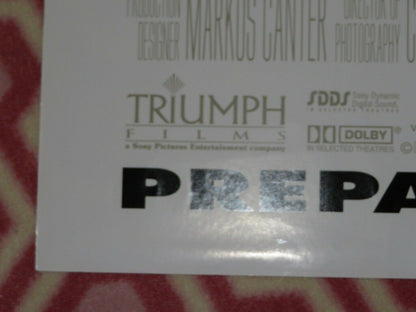 PRODUCTION DIRECTOR OF
DESIGNER MARKUS CANTER PHOTOGRAPHY
TRIUMPH
FILMS
a Sony Pictures Entertainment company
SDDS Sony Dynamic
Digital Sound.
IN SELECTED THEATRES
DOLBY
IN SELECTED THEATRES
PREPA